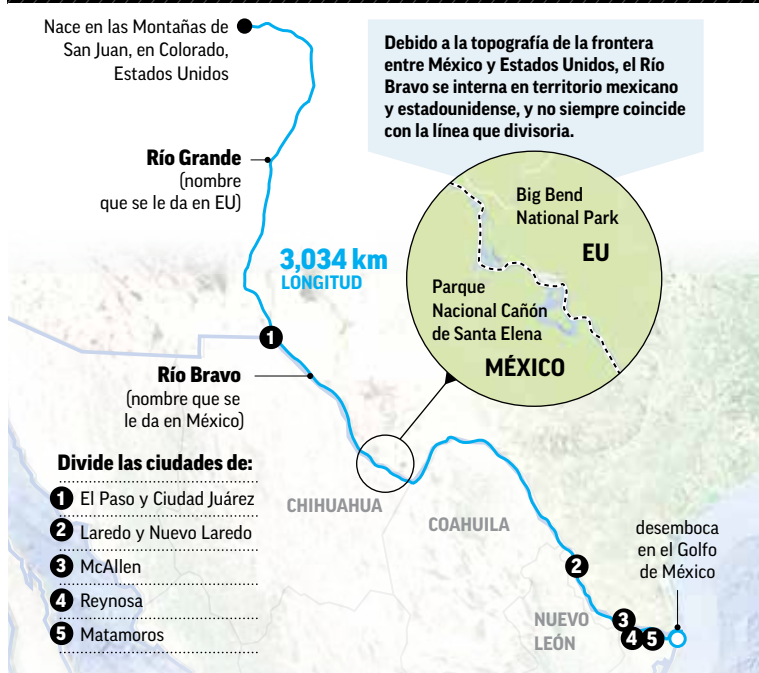 Nace en las Montañas de
San Juan, en Colorado,
Estados Unidos
Debido a la topografía de la frontera
entre México y Estados Unidos, el Río
Bravo se interna en territorio mexicano
y estadounidense, y no siempre coincide
con la línea que divisoria.
Río Grande
(nombre
que se le da en EU)
Big Bend
National Park
EU
3,034 km
LONGITUD
Parque
Nacional Cañón
de Santa Elena
MÉXICO
1
Río Bravo
(nombre que se
le da en México)
Divide las ciudades de:
1 El Paso y Ciudad Juárez
2 Laredo y Nuevo Laredo
3 McAllen
4 Reynosa
5 Matamoros
CHIHUAHUA
COAHUILA
2
desemboca
en el Golfo
de México
NUEVO
LEÓN
3
4
5